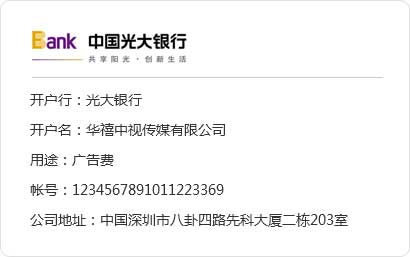 Bank 中国光大银行
共享阳光·创新生活
开户行：光大银行
开户名：华禧中视传媒有限公司
用途：广告费
帐号：1234567891011223369
公司地址：中国深圳市八卦四路先科大厦二栋203室